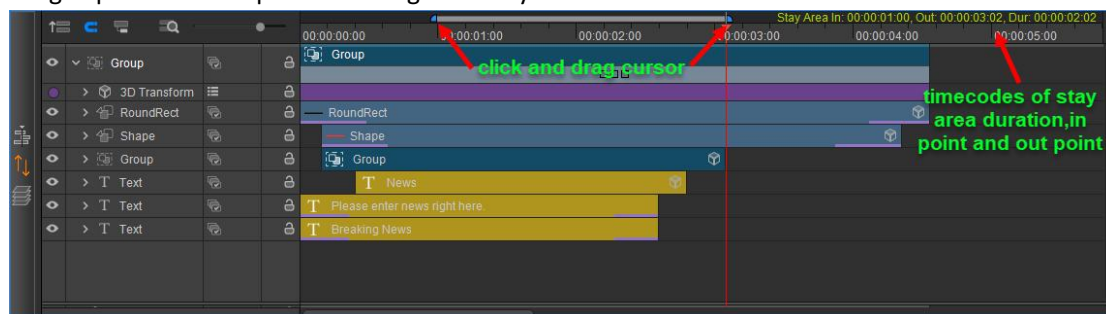 Stay Area In: 00:00:01:00, Out: 00:00:03:02, Dur: 00:00:02:02
00:00:00:00 00:00:01:00 00:00:02:00 00:00:03:00 00:00:04:00 00:00:05:00
Group Group
click and drag cursor
3D Transform
timecodes of stay
area duration,in
point and out point
RoundRect RoundRect
Shape Shape
Group Group
T Text T News
T Text T Please enter news right here.
T Text T Breaking News